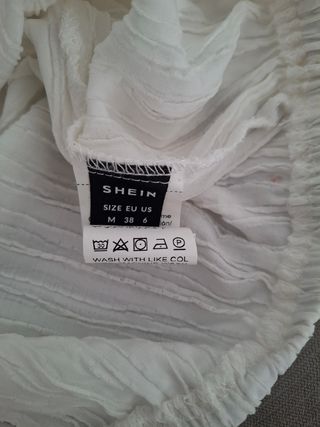 SHEIN
SIZE EU US
M 38 6
WASH WITH LIKE COL